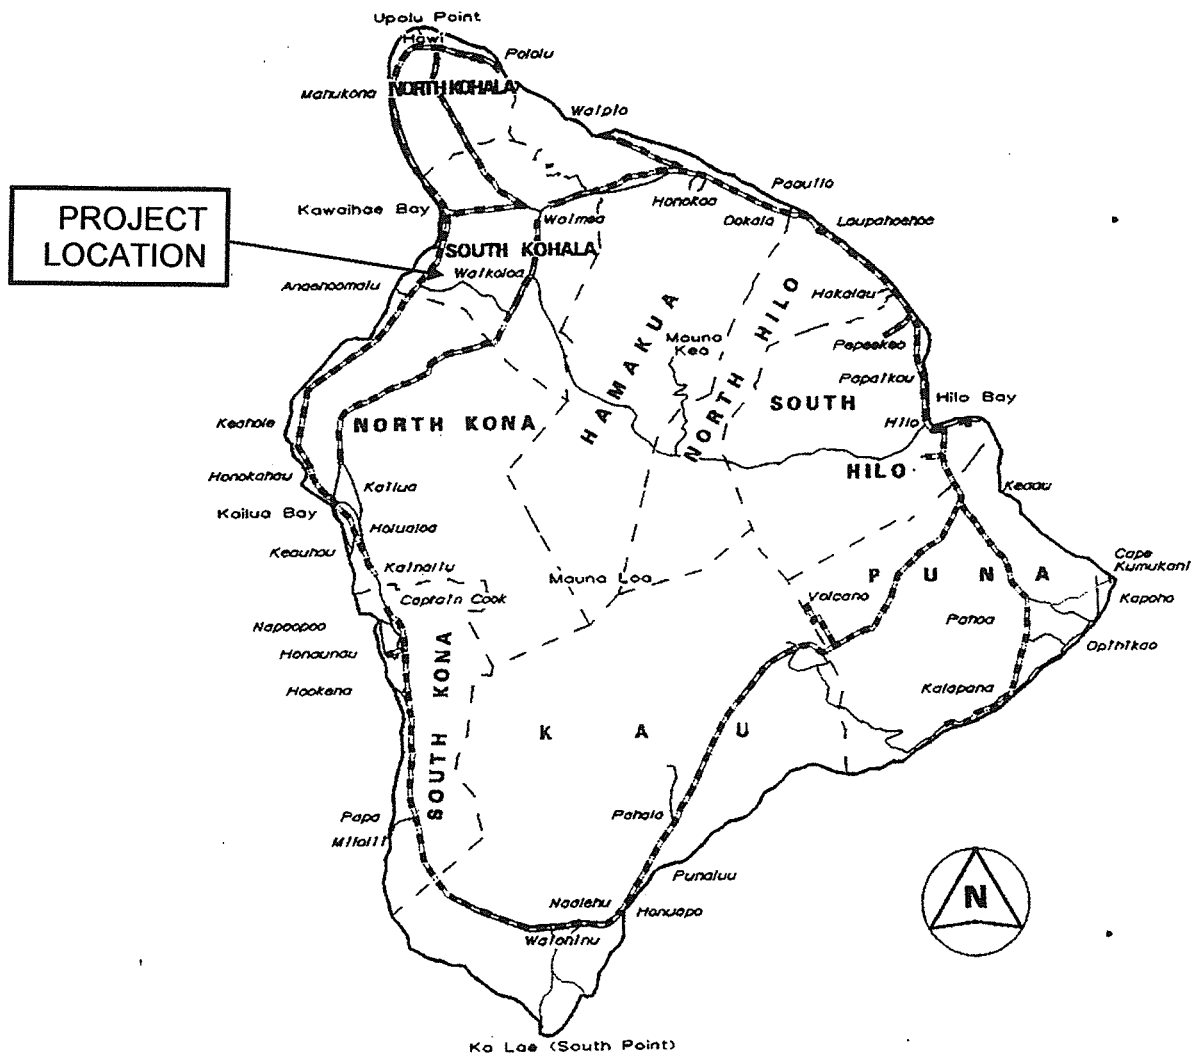 Upolu Point
Hawi
Pololu
Mahukona
NORTH KOHALA
Waipio
PROJECT
LOCATION
Kawaihae Bay
Waimea
Honokaa
Paauilo
Ookala
Laupahoehoe
SOUTH KOHALA
Waikoloa
Anaehoomalu
Hakalau
HAMAKUA
Mauna
Kea
NORTH HILO
Pepeekeo
Papaikou
SOUTH
HILO
Hilo Bay
Hilo
Keahole
NORTH KONA
Honokahau
Kailua
Kailua Bay
Holualoa
Keauhou
Kainaliu
Keaau
Cape
Kumukahi
Mauna Loa
Captain Cook
PUNA
Volcano
Kapoho
Pahoa
Napoopoo
Honaunau
Opihikao
Hookena
Kalapana
SOUTH KONA
KAU
Papa
Milolii
Pahala
Punaluu
Naalehu
Honuapo
Waiohinu
N
Ka Lae (South Point)